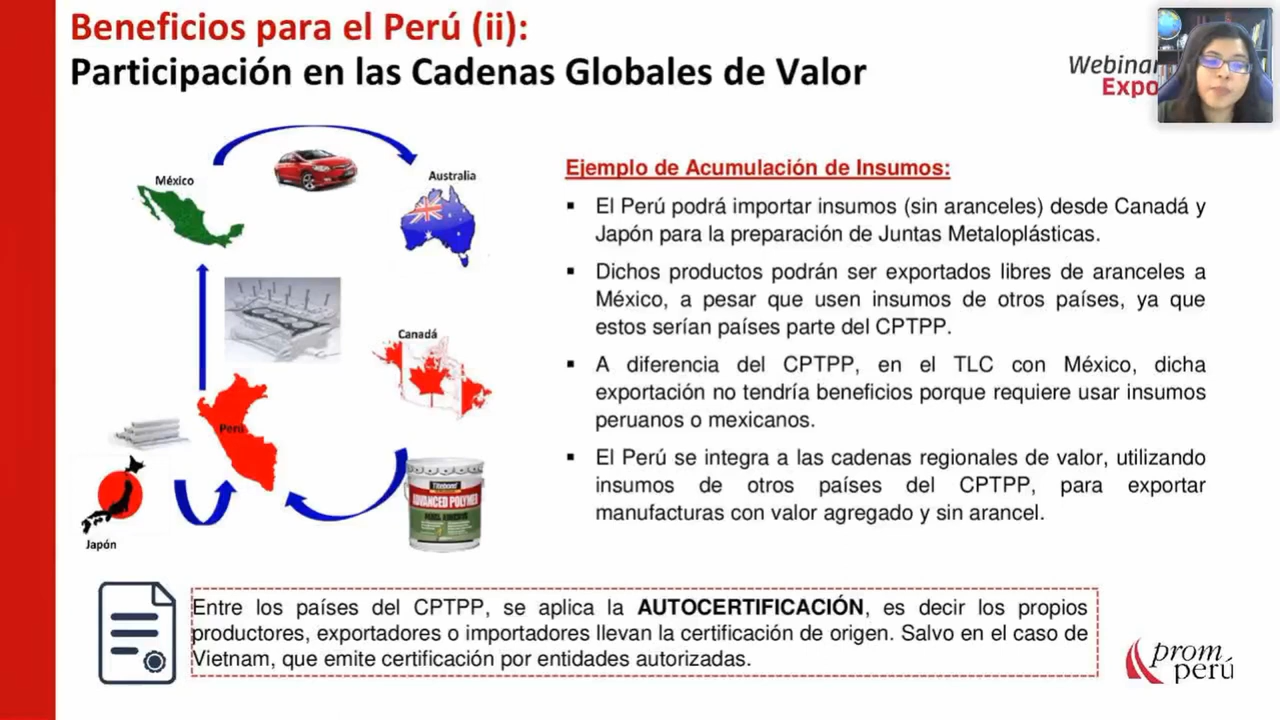 Beneficios para el Perú (ii):
Participación en las Cadenas Globales de Valor
Webinar
Expo
México
Australia
Canadá
Perú
Japón
Titebond
ADVANCED POLYMER
Ejemplo de Acumulación de Insumos:
▪ El Perú podrá importar insumos (sin aranceles) desde Canadá y
Japón para la preparación de Juntas Metaloplásticas.
▪ Dichos productos podrán ser exportados libres de aranceles a
México, a pesar que usen insumos de otros países, ya que
estos serían países parte del CPTPP.
▪ A diferencia del CPTPP, en el TLC con México, dicha
exportación no tendría beneficios porque requiere usar insumos
peruanos o mexicanos.
▪ El Perú se integra a las cadenas regionales de valor, utilizando
insumos de otros países del CPTPP, para exportar
manufacturas con valor agregado y sin arancel.
Entre los países del CPTPP, se aplica la AUTOCERTIFICACIÓN, es decir los propios
productores, exportadores o importadores llevan la certificación de origen. Salvo en el caso de
Vietnam, que emite certificación por entidades autorizadas.
prom
perú